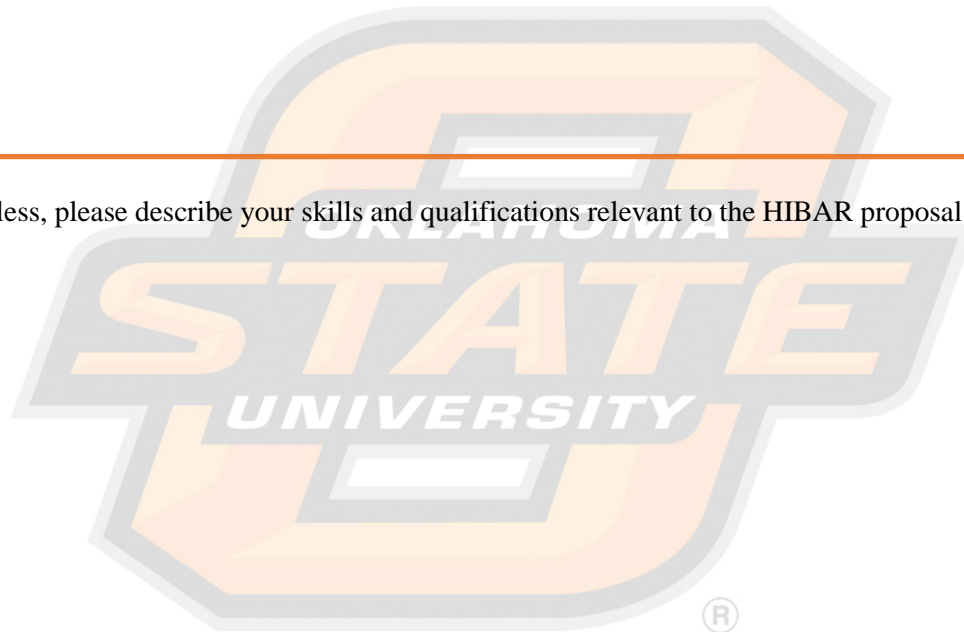 less, please describe your skills and qualifications relevant to the HIBAR proposal
OKLAHOMA
STATE
UNIVERSITY
®